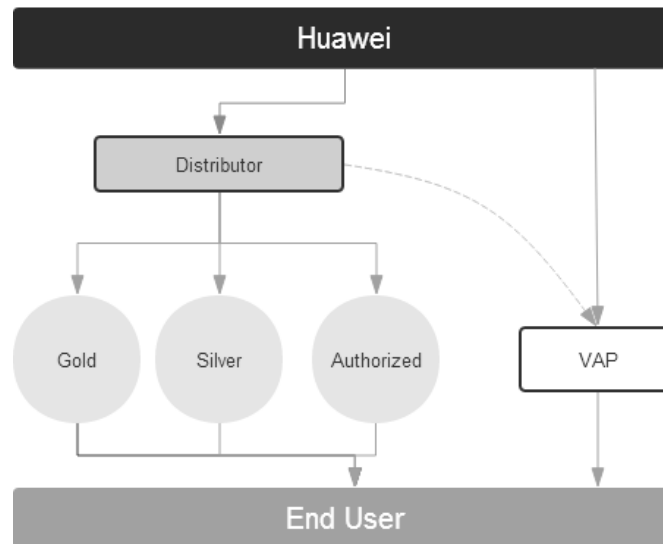 Huawei
Distributor
Gold
Silver
Authorized
VAP
End User